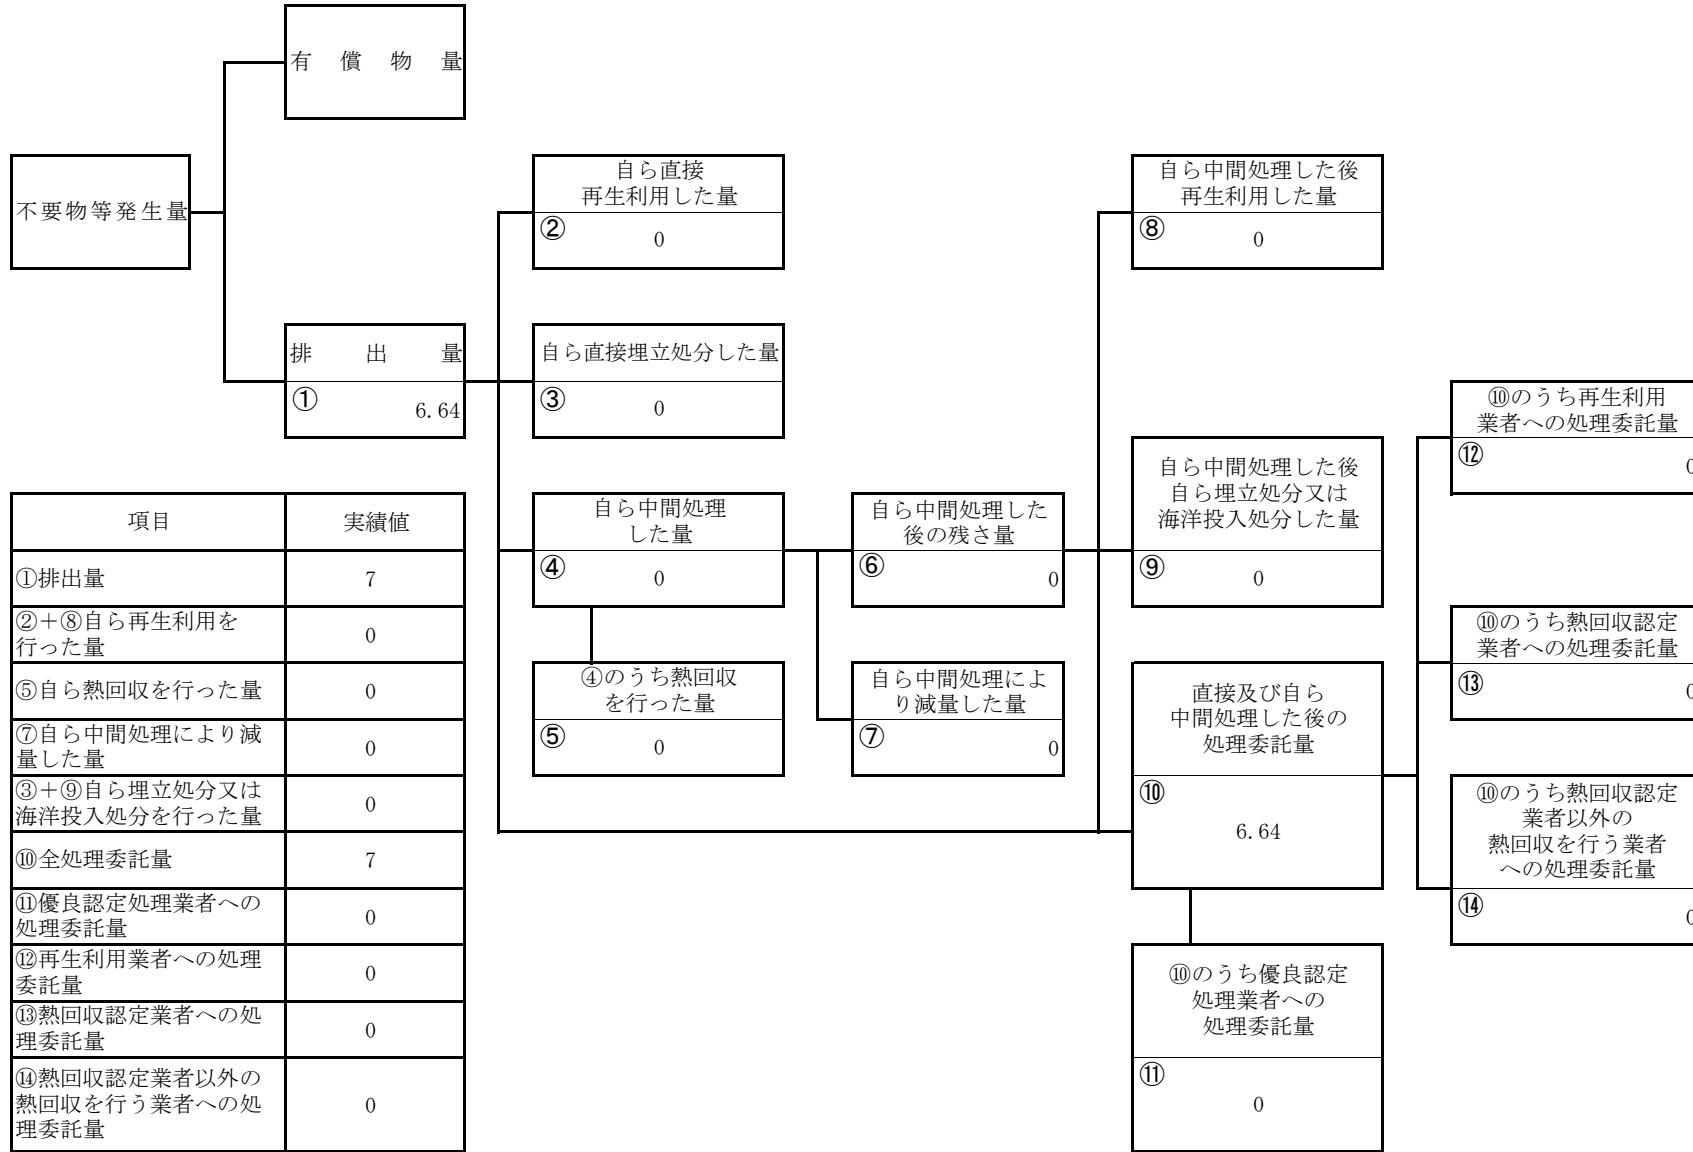 有償物量
不要物等発生量
自ら直接
再生利用した量
②
0
自ら中間処理した後
再生利用した量
⑧
0
排出量
①
6.64
自ら直接埋立処分した量
③
0
⑩のうち再生利用
業者への処理委託量
⑫
0
自ら中間処理
した量
④
0
自ら中間処理した
後の残さ量
⑥
0
自ら中間処理した後
自ら埋立処分又は
海洋投入処分した量
⑨
0
④のうち熱回収
を行った量
⑤
0
自ら中間処理によ
り減量した量
⑦
0
直接及び自ら
中間処理した後の
処理委託量
⑩
6.64
⑩のうち熱回収認定
業者への処理委託量
⑬
0
⑩のうち熱回収認定
業者以外の
熱回収を行う業者
への処理委託量
⑭
0
⑩のうち優良認定
処理業者への
処理委託量
⑪
0
項目 実績値
①排出量 7
②+⑧自ら再生利用を
行った量 0
⑤自ら熱回収を行った量 0
⑦自ら中間処理により減
量した量 0
③+⑨自ら埋立処分又は
海洋投入処分を行った量 0
⑩全処理委託量 7
⑪優良認定処理業者への
処理委託量 0
⑫再生利用業者への処理
委託量 0
⑬熱回収認定業者への処
理委託量 0
⑭熱回収認定業者以外の
熱回収を行う業者への処
理委託量 0